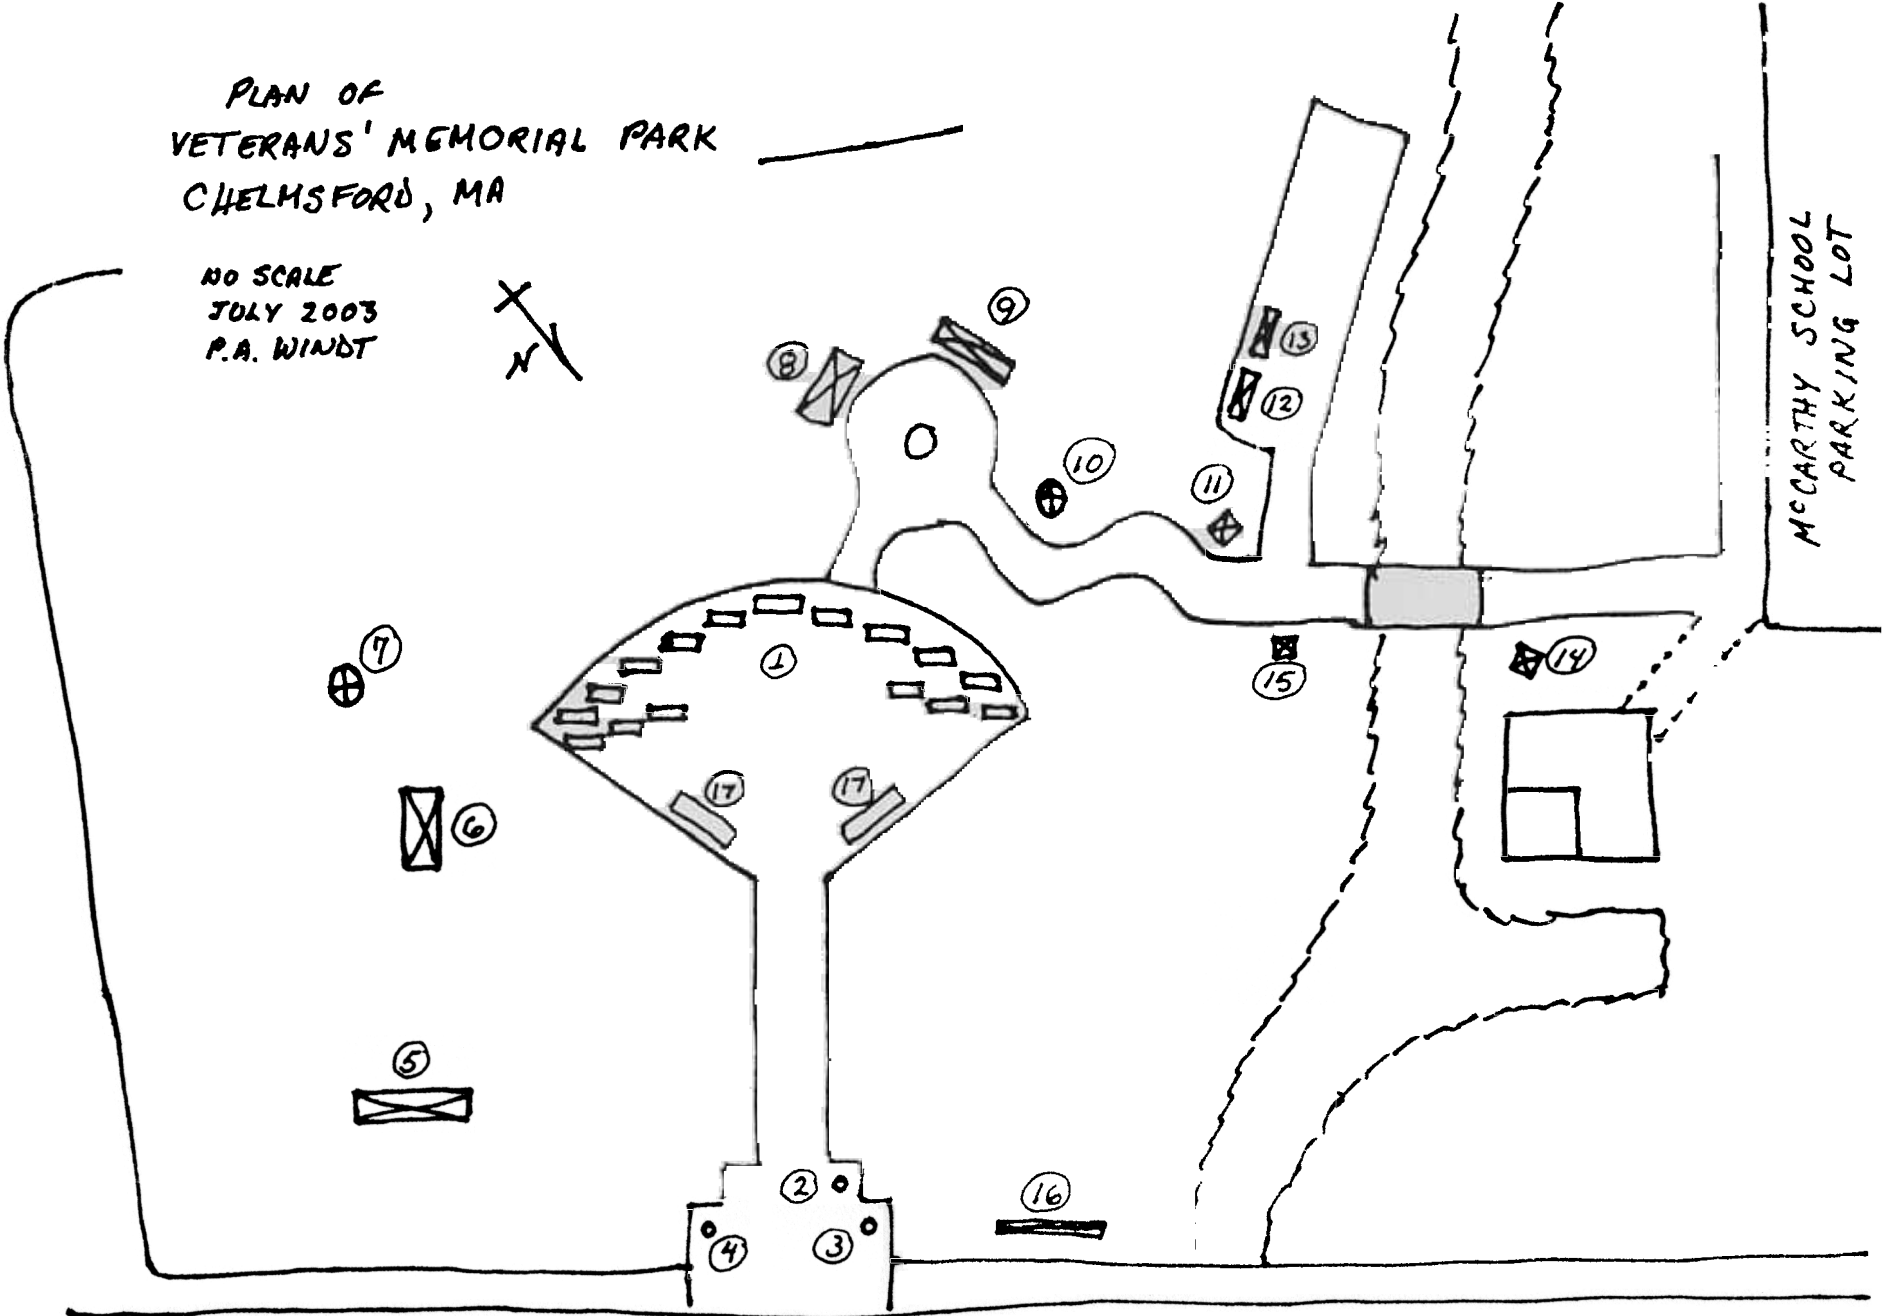 PLAN OF
VETERANS' MEMORIAL PARK
CHELMSFORD, MA
NO SCALE
JULY 2003
P.A. WINDT
N
McCARTHY SCHOOL
PARKING LOT
9
8
13
12
10
11
7
1
15
14
17
17
6
5
2
16
4
3